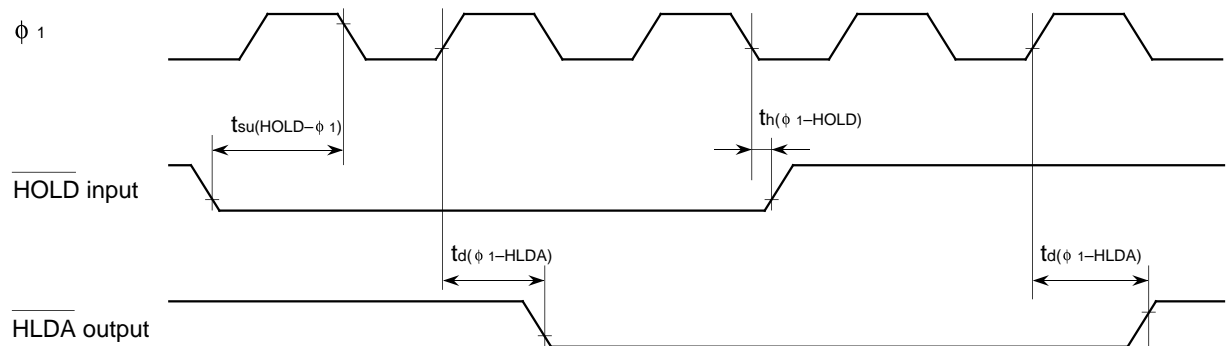 ϕ 1
tsu(HOLD–ϕ 1)
th(ϕ 1–HOLD)
HOLD input
td(ϕ 1–HLDA)
td(ϕ 1–HLDA)
HLDA output